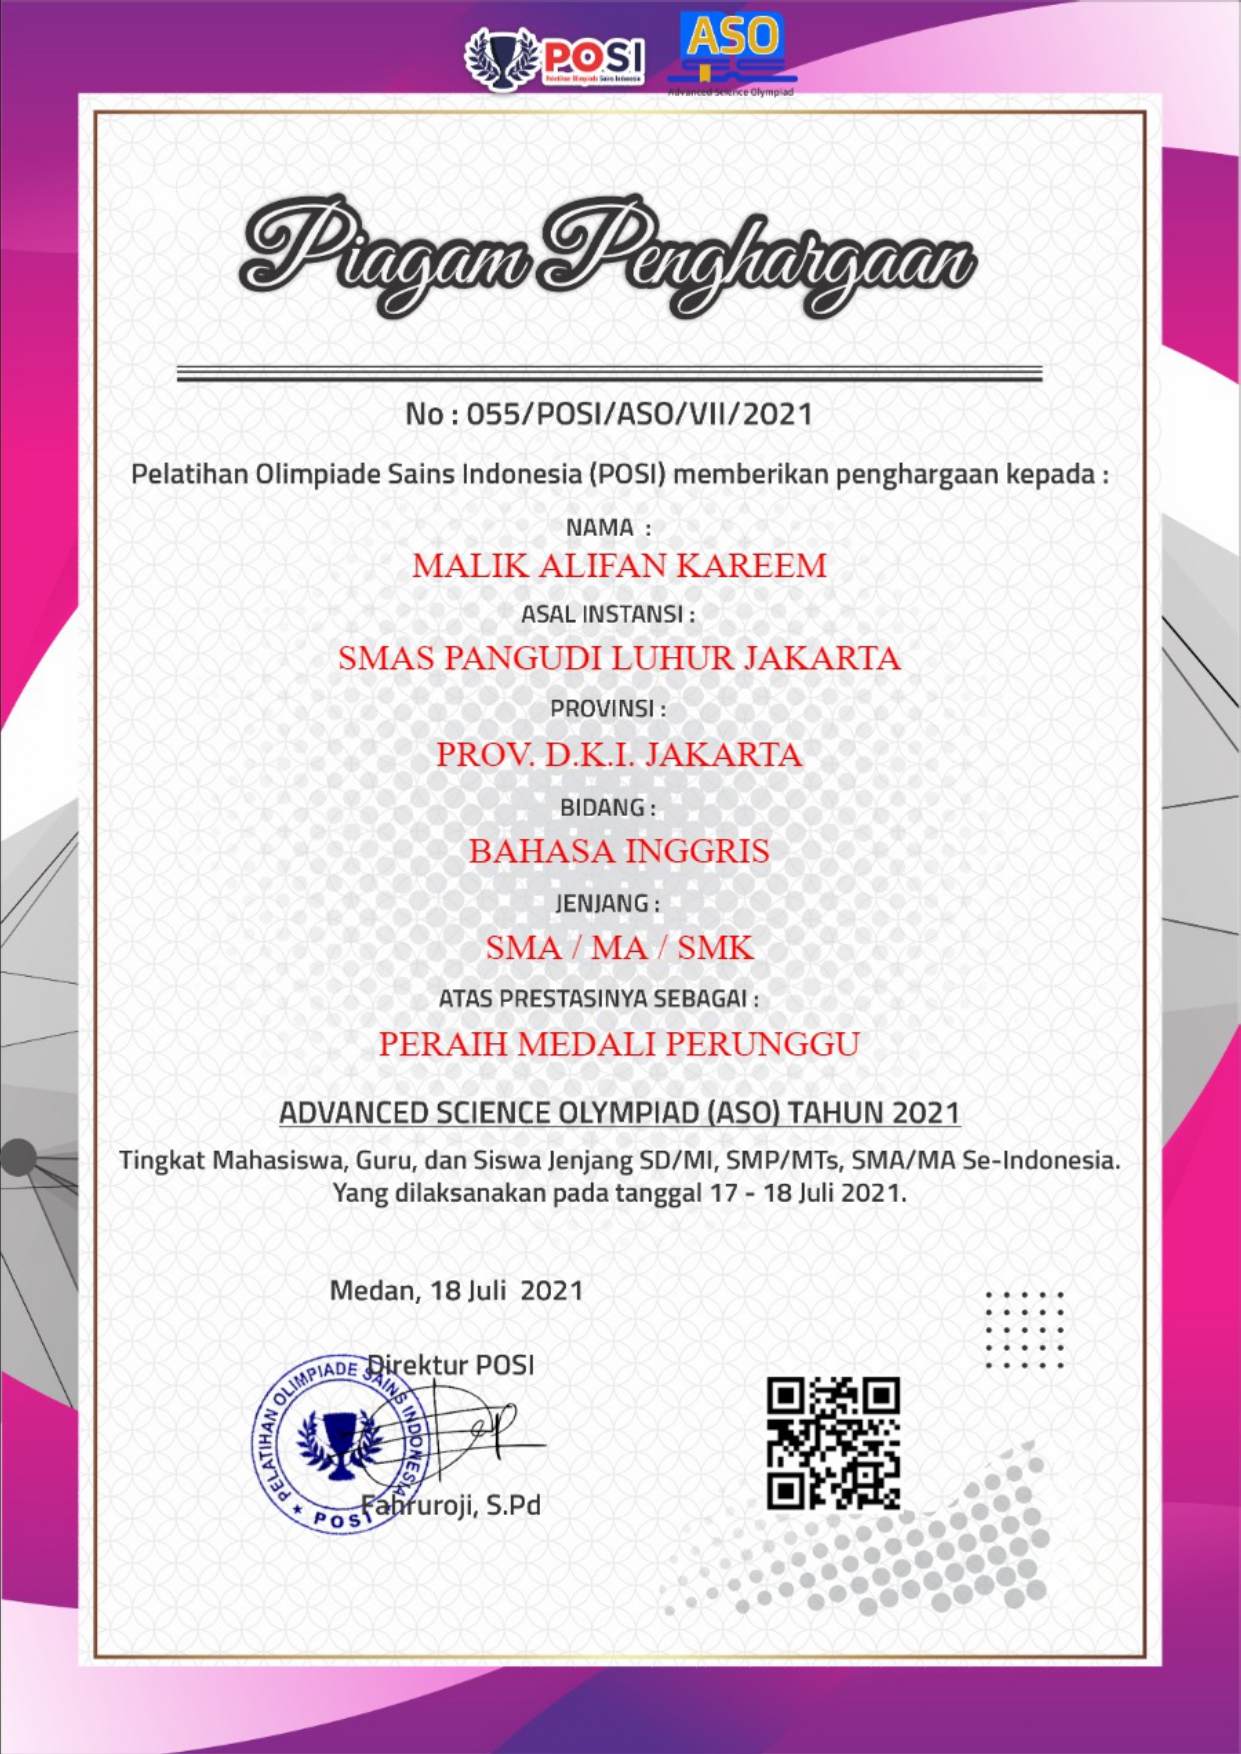 POSI
Pelatihan Olimpiade Sains Indonesia
ASO
Advanced Science Olympiad
Piagam Penghargaan
No : 055/POSI/ASO/VII/2021
Pelatihan Olimpiade Sains Indonesia (POSI) memberikan penghargaan kepada :
NAMA :
MALIK ALIFAN KAREEM
ASAL INSTANSI :
SMAS PANGUDI LUHUR JAKARTA
PROVINSI :
PROV. D.K.I. JAKARTA
BIDANG :
BAHASA INGGRIS
JENJANG :
SMA / MA / SMK
ATAS PRESTASINYA SEBAGAI :
PERAIH MEDALI PERUNGGU
ADVANCED SCIENCE OLYMPIAD (ASO) TAHUN 2021
Tingkat Mahasiswa, Guru, dan Siswa Jenjang SD/MI, SMP/MTs, SMA/MA Se-Indonesia.
Yang dilaksanakan pada tanggal 17 - 18 Juli 2021.
Medan, 18 Juli 2021
Direktur POSI
PELATIHAN OLIMPIADE SAINS INDONESIA
POSI
Fahruroji, S.Pd